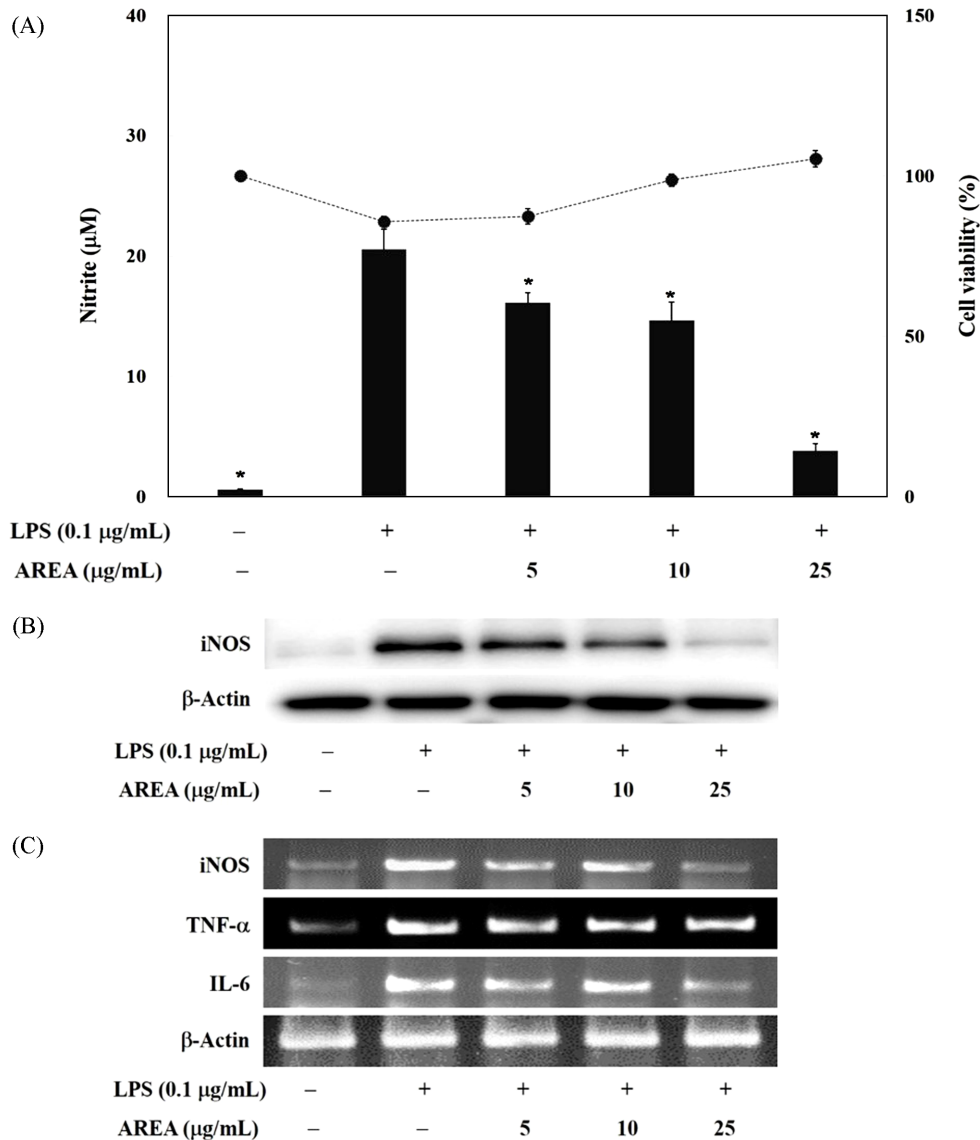 (A)
40 150
30
100
20
50
10
0 0
Nitrite (μM)
Cell viability (%)
*
*
*
*
LPS (0.1 μg/mL) – + + + +
AREA (μg/mL) – – 5 10 25
(B)
iNOS
β-Actin
LPS (0.1 μg/mL) – + + + +
AREA (μg/mL) – – 5 10 25
(C)
iNOS
TNF-α
IL-6
β-Actin
LPS (0.1 μg/mL) – + + + +
AREA (μg/mL) – – 5 10 25